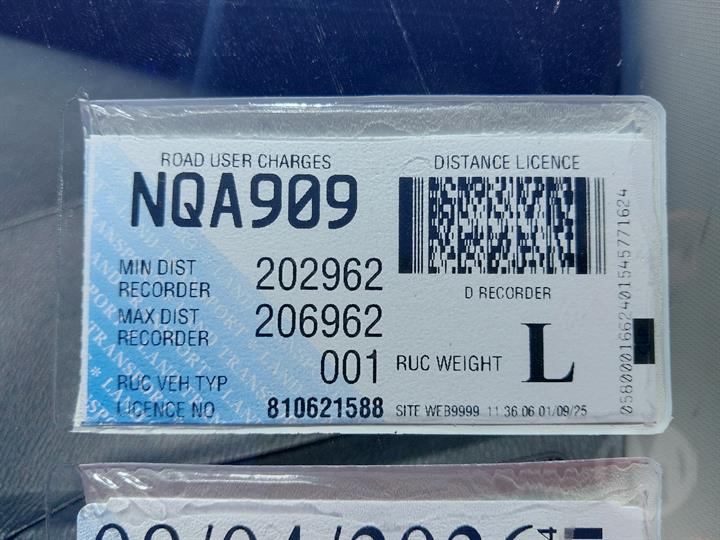 ROAD USER CHARGES
DISTANCE LICENCE
NQA909
MIN DIST RECORDER 202962
D RECORDER
MAX DIST RECORDER 206962
RUC VEH TYP 001
RUC WEIGHT L
LICENCE NO 810621588
SITE WEB9999 11 36 06 01/09/25
0580001662401545771624